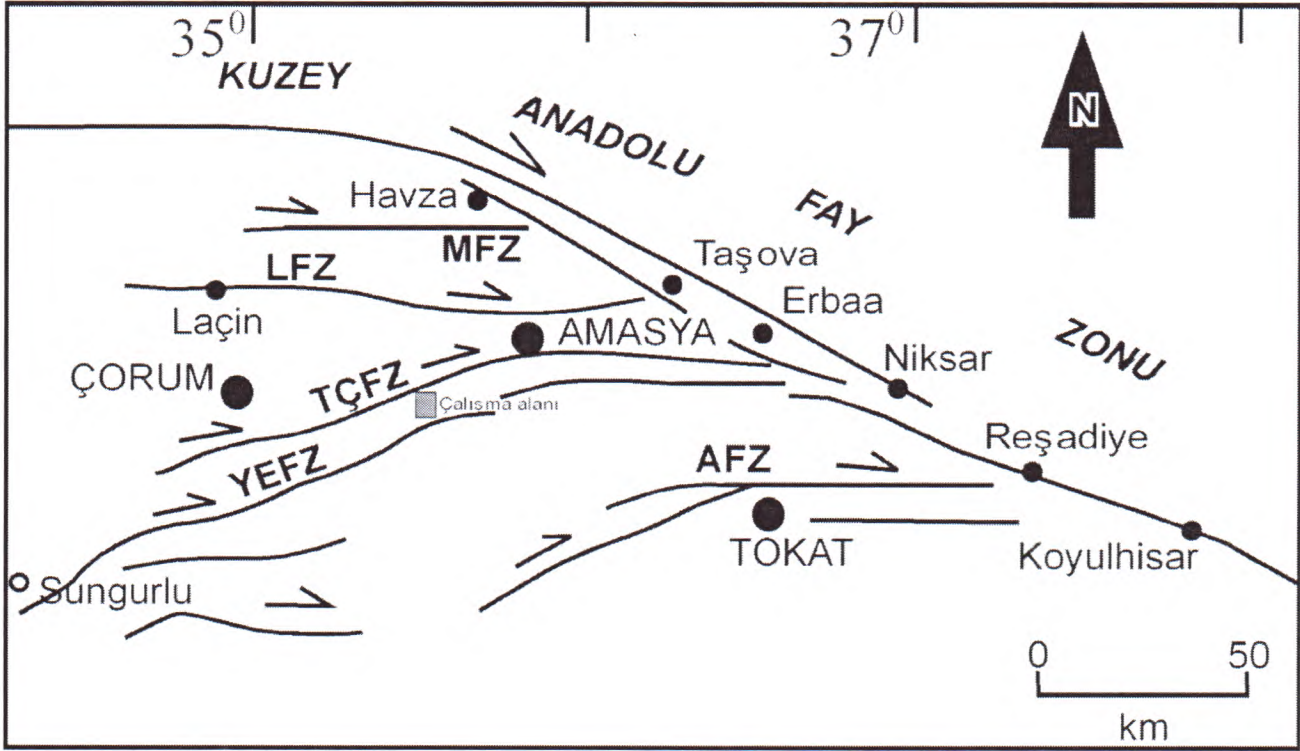 35⁰
37⁰
KUZEY
ANADOLU
FAY
ZONU
N
Havza
MFZ
Taşova
LFZ
Erbaa
Laçin
AMASYA
Niksar
ÇORUM
TÇFZ
Çalısma alanı
Reşadiye
YEFZ
AFZ
TOKAT
Koyulhisar
Sungurlu
0 50
km